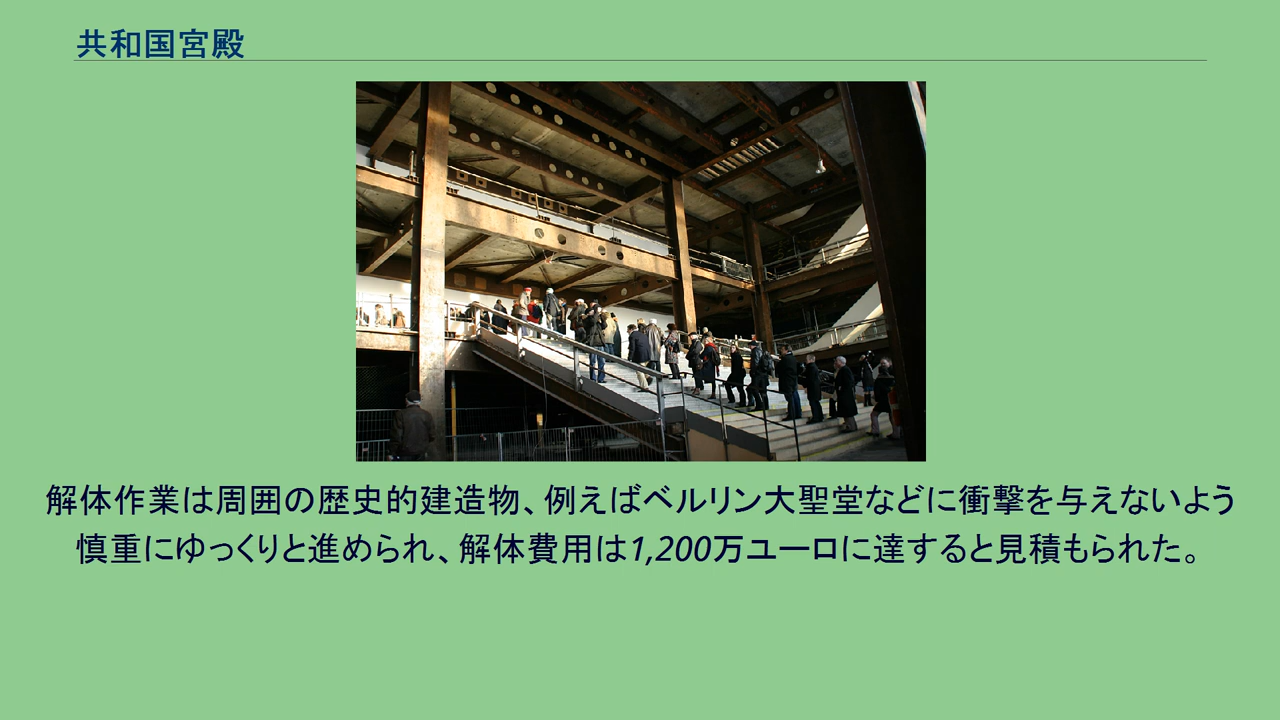 共和国宮殿
解体作業は周囲の歴史的建造物、例えばベルリン大聖堂などに衝撃を与えないよう
慎重にゆっくりと進められ、解体費用は1,200万ユーロに達すると見積もられた。